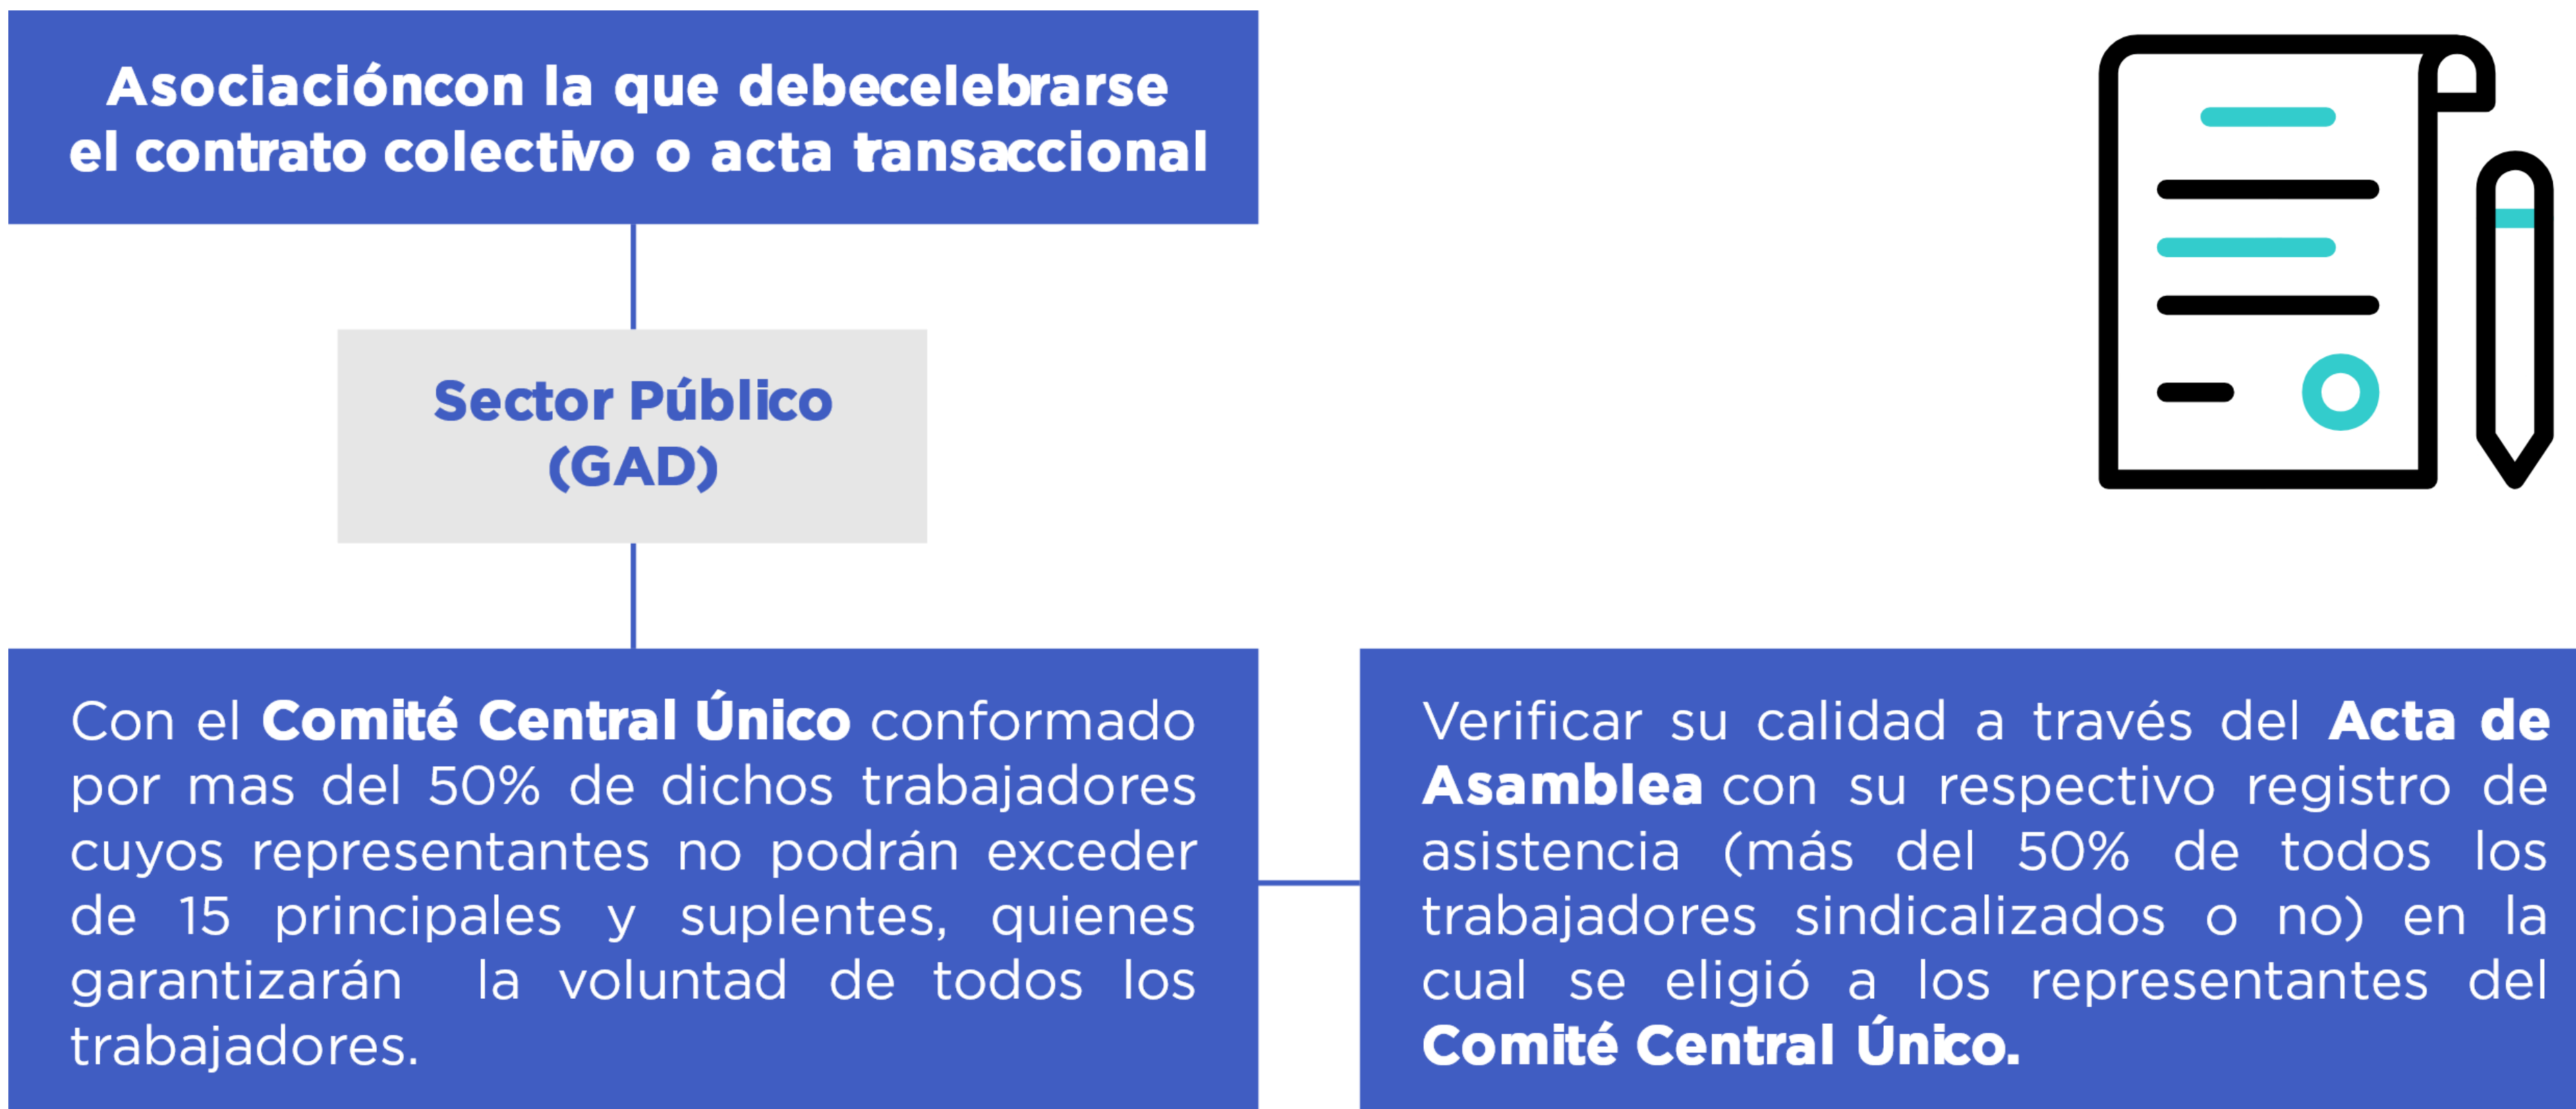 Asociacióncon la que debecelebrarse
el contrato colectivo o acta transaccional
Sector Público
(GAD)
Con el Comité Central Único conformado
por mas del 50% de dichos trabajadores
cuyos representantes no podrán exceder
de 15 principales y suplentes, quienes
garantizarán la voluntad de todos los
trabajadores.
Verificar su calidad a través del Acta de
Asamblea con su respectivo registro de
asistencia (más del 50% de todos los
trabajadores sindicalizados o no) en la
cual se eligió a los representantes del
Comité Central Único.